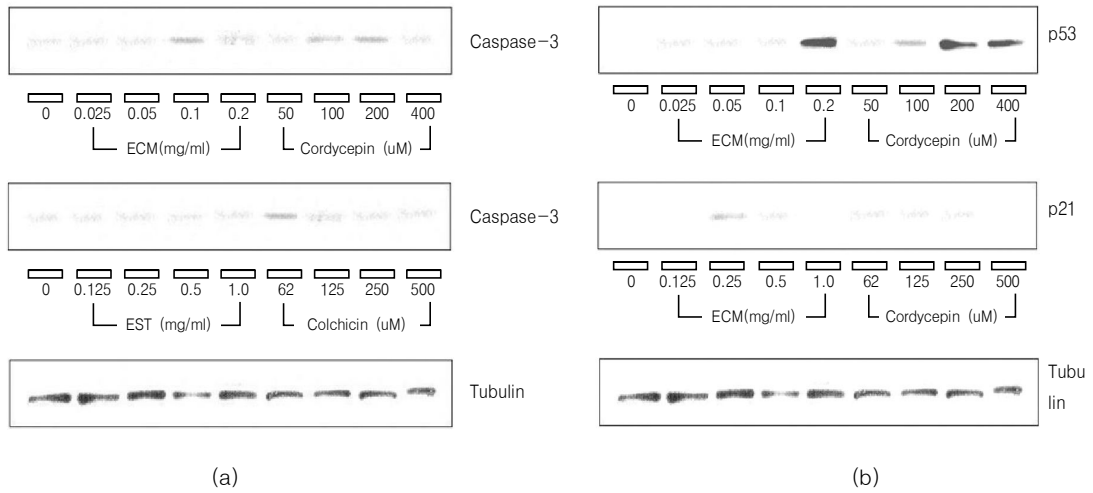 Caspase-3
0 0.025 0.05 0.1 0.2 50 100 200 400
ECM(mg/ml) Cordycepin (uM)
Caspase-3
0 0.125 0.25 0.5 1.0 62 125 250 500
EST (mg/ml) Colchicin (uM)
Tubulin
(a)
p53
0 0.025 0.05 0.1 0.2 50 100 200 400
ECM(mg/ml) Cordycepin (uM)
p21
0 0.125 0.25 0.5 1.0 62 125 250 500
ECM(mg/ml) Cordycepin (uM)
Tubu
lin
(b)